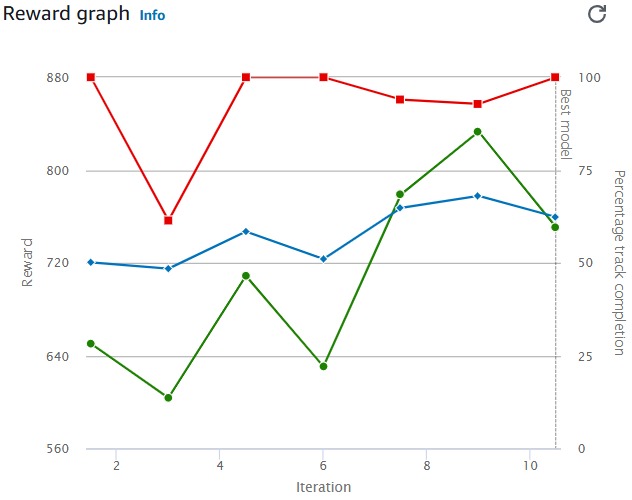 Reward graph Info
880
800
720
640
560
Reward
100
75
50
25
0
Best model
Percentage track completion
2 4 6 8 10
Iteration